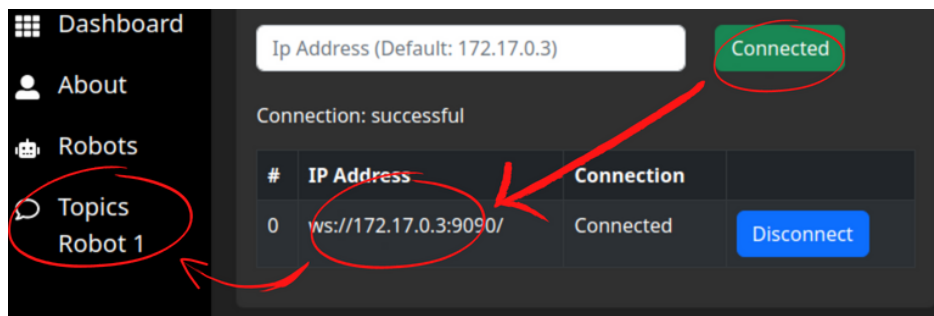 Dashboard
About
Robots
Topics
Robot 1
Ip Address (Default: 172.17.0.3)
Connected
Connection: successful
# IP Address Connection
0 ws://172.17.0.3:9090/ Connected Disconnect